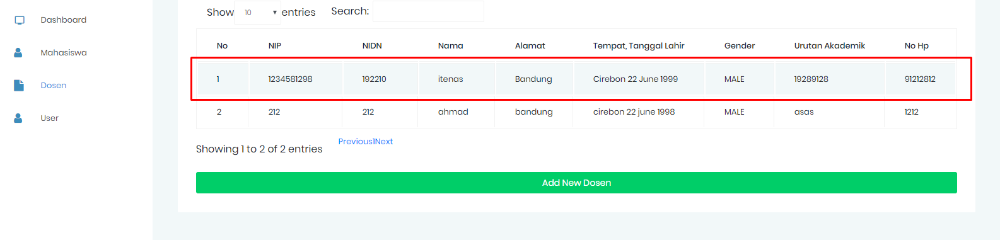 Dashboard
Mahasiswa
Dosen
User
Show 10 entries Search:
No NIP NIDN Nama Alamat Tempat, Tanggal Lahir Gender Urutan Akademik No Hp
1 1234581298 192210 itenas Bandung Cirebon 22 June 1999 MALE 19289128 91212812
2 212 212 ahmad bandung cirebon 22 june 1998 MALE asas 1212
Showing 1 to 2 of 2 entries Previous1Next
Add New Dosen